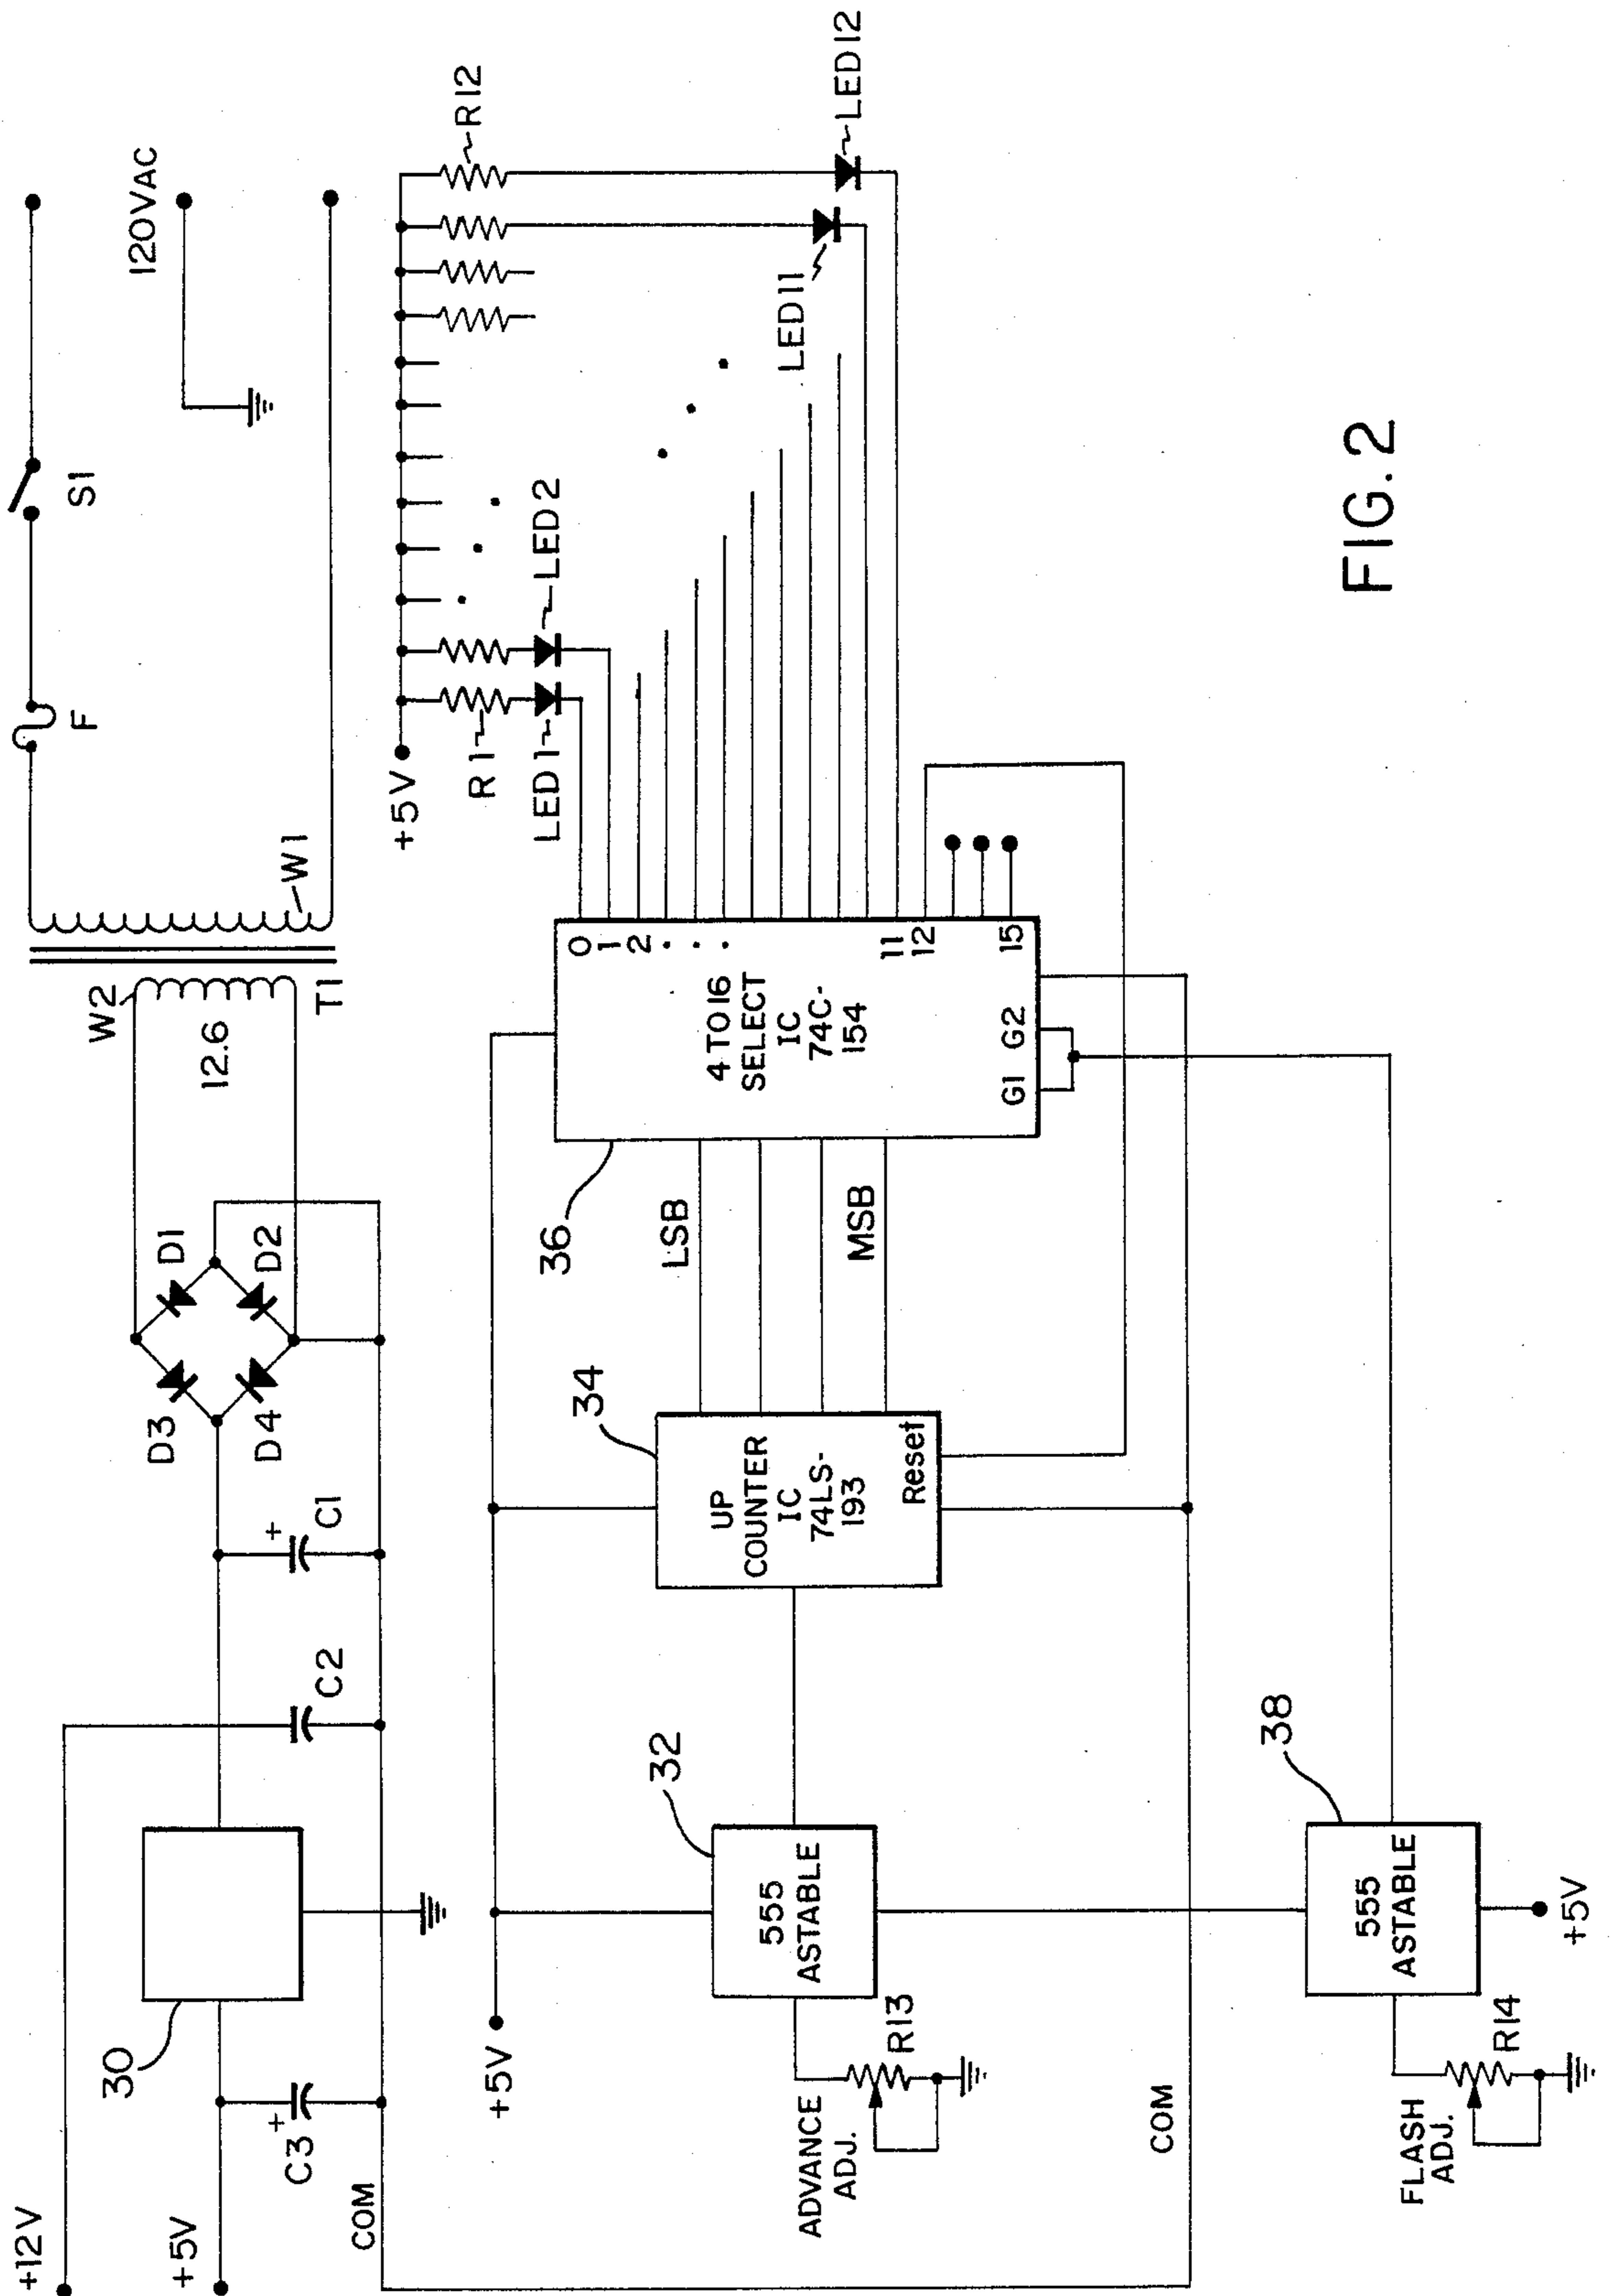 +12V
+5V
COM
C3
+
30
C2
C1
+
D3
D4
D1
D2
W2
12.6
T1
W1
F
S1
120VAC
+5V
R1
LED1
LED2
R12
LED11
LED12
+5V
ADVANCE
ADJ.
R13
32
555
ASTABLE
34
UP
COUNTER
IC
74LS-
193
Reset
LSB
MSB
36
4 TO 16
SELECT
IC
74C-
154
G1 G2
0
1
2
11
12
15
COM
FLASH
ADJ.
R14
38
555
ASTABLE
+5V
FIG. 2